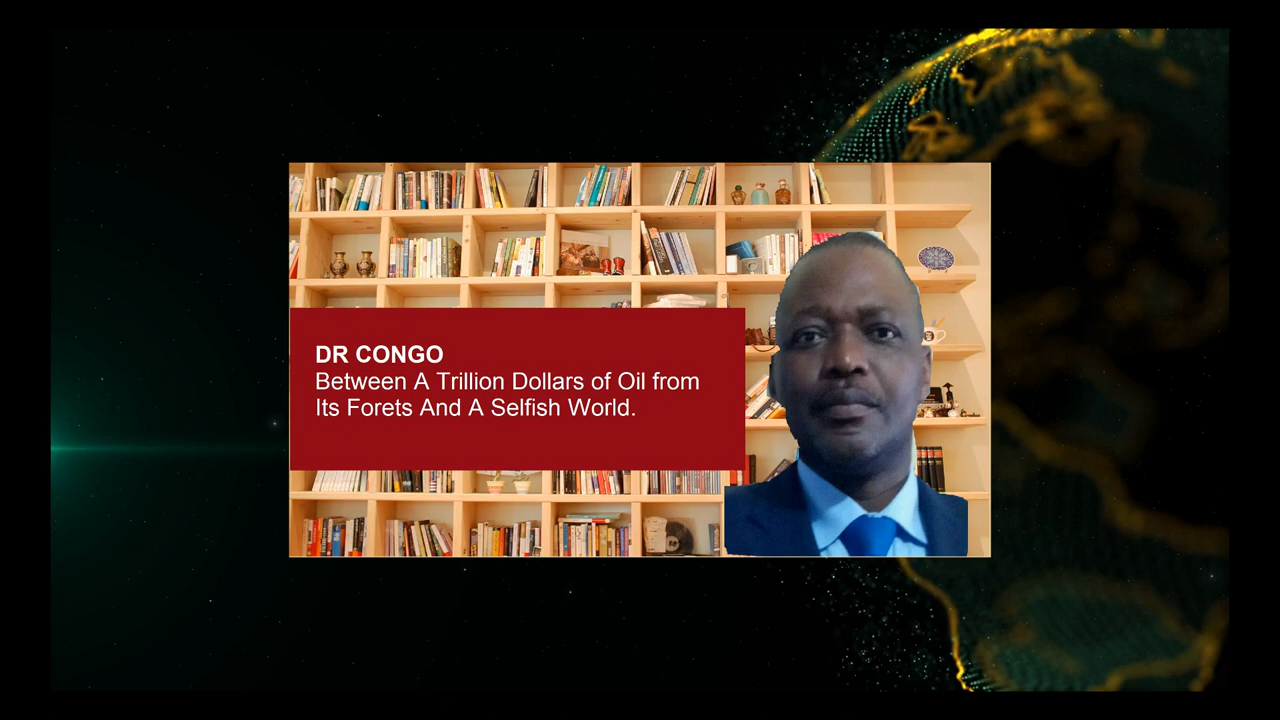 DR CONGO
Between A Trillion Dollars of Oil from
Its Forets And A Selfish World.